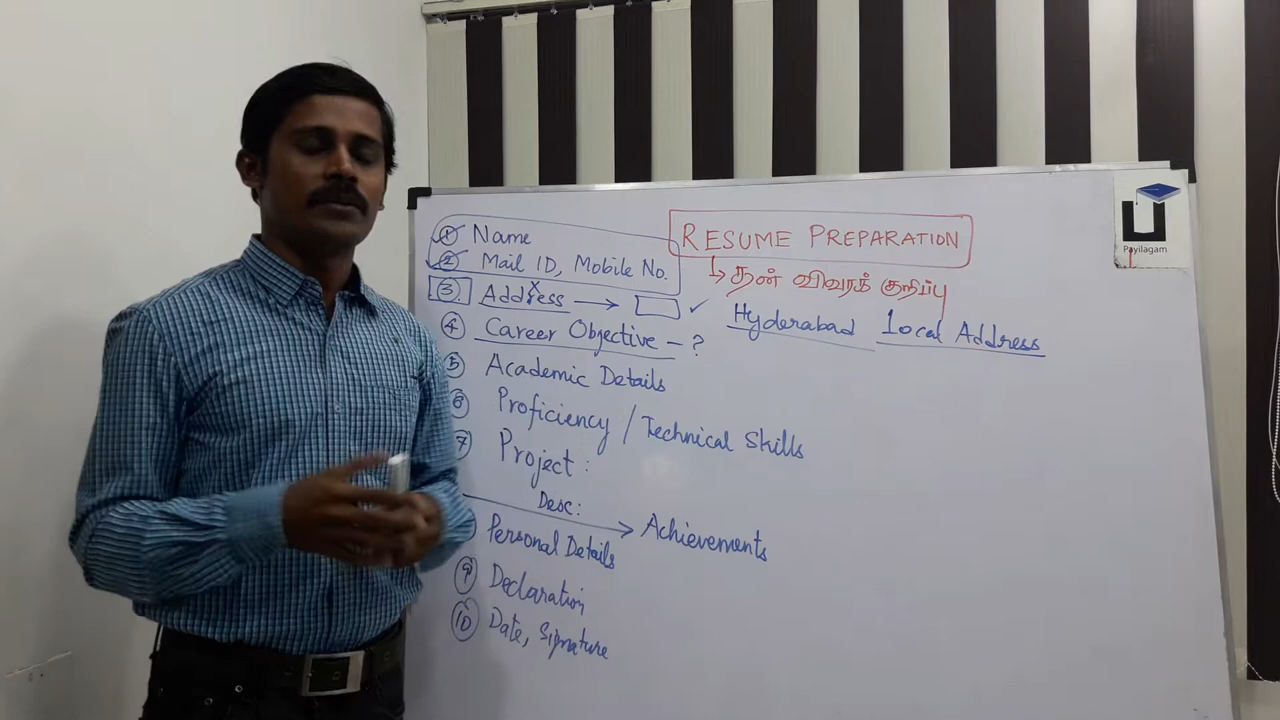 RESUME PREPARATION
தன் விவரக் குறிப்பு
① Name
② Mail ID, Mobile No.
③ Address → ✓ Hyderabad Local Address
④ Career Objective - ?
⑤ Academic Details
⑥ Proficiency / Technical Skills
7 Project :
Desc :
→ Achievements
Personal Details
⑨ Declaration
⑩ Date, Signature
Payilagam